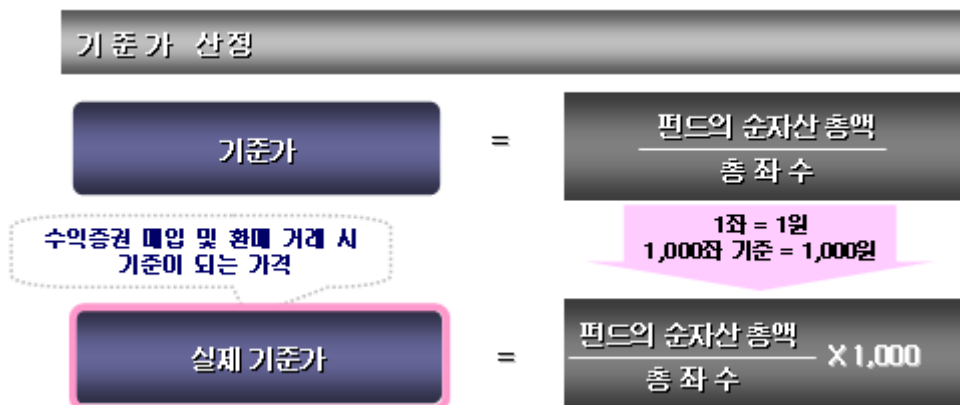 기준가 산정
기준가
=
펀드의 순자산 총액
총 좌 수
수익증권 매입 및 환매 거래 시
기준이 되는 가격
1좌 = 1원
1,000좌 기준 = 1,000원
실제 기준가
=
펀드의 순자산 총액
총 좌 수
X 1,000